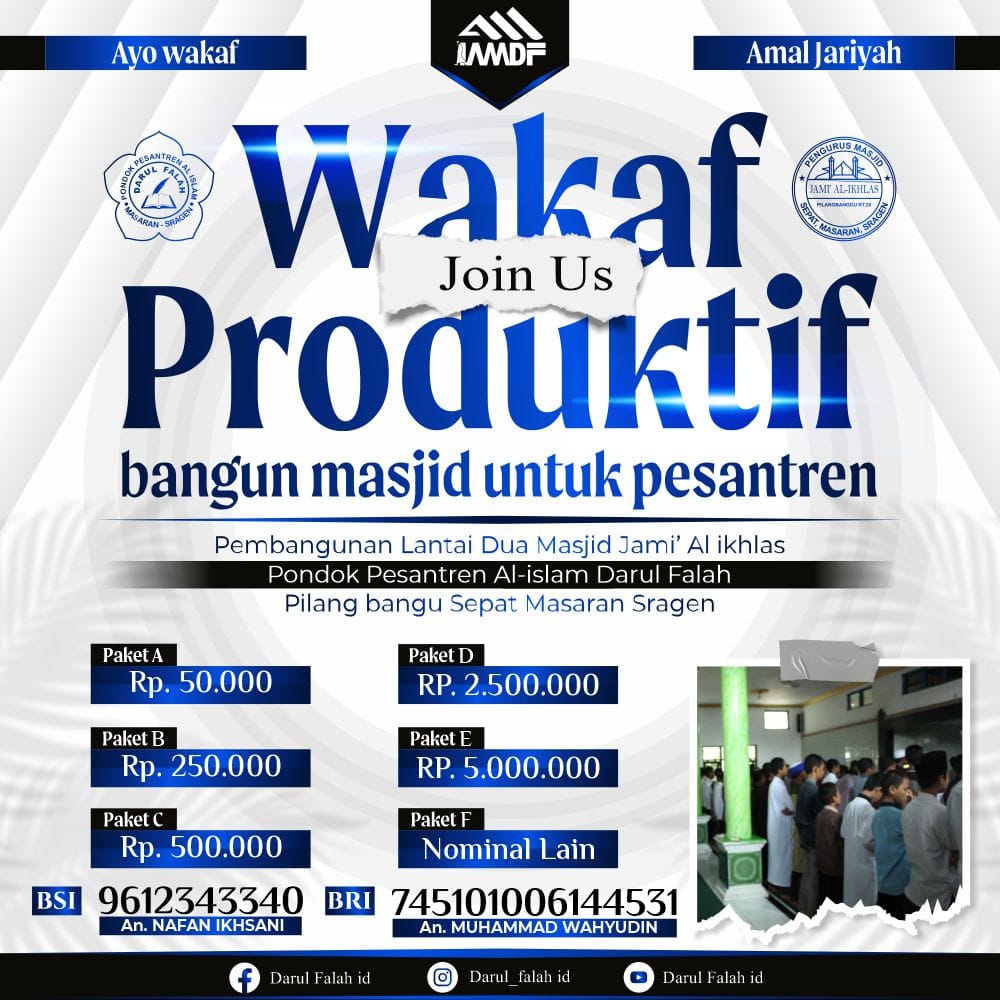 Ayo wakaf
IAMDF
Amal Jariyah
PONDOK PESANTREN AL ISLAM
DARUL FALAH
MASARAN - SRAGEN
Wakaf
PENGURUS MASJID
JAMI' AL-IKHLAS
PILANGBANGU RT.20
SEPAT, MASARAN, SRAGEN
Join Us
Produktif
bangun masjid untuk pesantren
Pembangunan Lantai Dua Masjid Jami' Al ikhlas
Pondok Pesantren Al-islam Darul Falah
Pilang bangu Sepat Masaran Sragen
Paket A
Rp. 50.000
Paket B
Rp. 250.000
Paket C
Rp. 500.000
Paket D
RP. 2.500.000
Paket E
RP. 5.000.000
Paket F
Nominal Lain
BSI 9612343340
An. NAFAN IKHSANI
BRI 745101006144531
An. MUHAMMAD WAHYUDIN
Darul Falah id
Darul_falah id
Darul Falah id